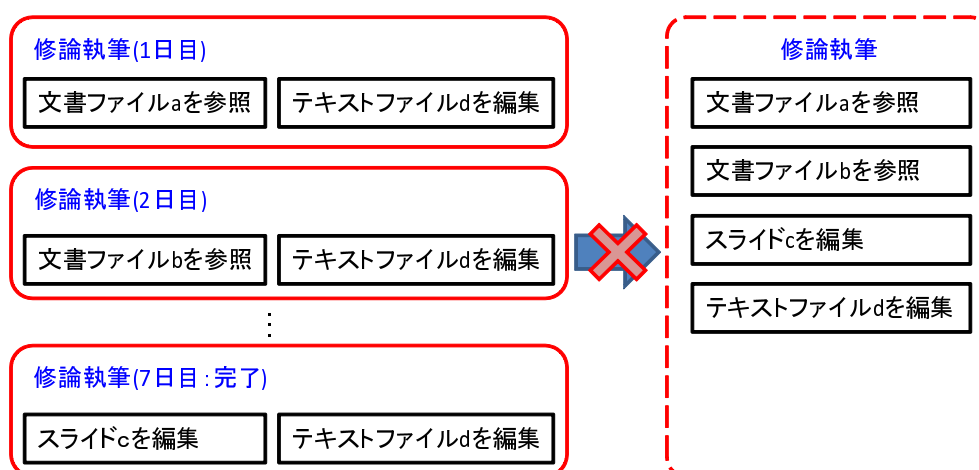 修論執筆(1日目)
文書ファイルaを参照
テキストファイルdを編集
修論執筆(2日目)
文書ファイルbを参照
テキストファイルdを編集
⋮
修論執筆(7日目:完了)
スライドcを編集
テキストファイルdを編集
修論執筆
文書ファイルaを参照
文書ファイルbを参照
スライドcを編集
テキストファイルdを編集